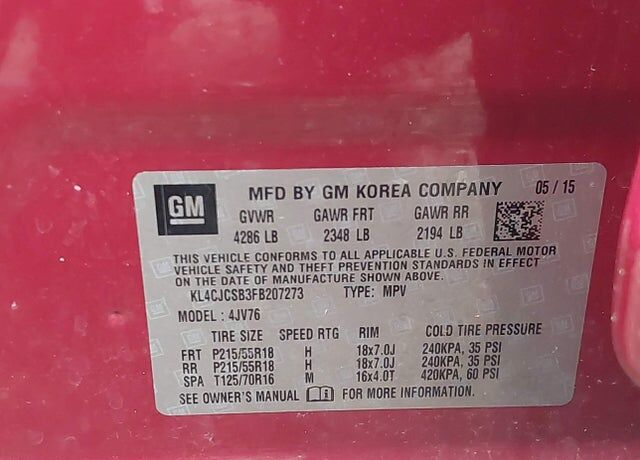 GM MFD BY GM KOREA COMPANY 05 / 15
GVWR GAWR FRT GAWR RR
4286 LB 2348 LB 2194 LB
THIS VEHICLE CONFORMS TO ALL APPLICABLE U.S. FEDERAL MOTOR
VEHICLE SAFETY AND THEFT PREVENTION STANDARDS IN EFFECT
ON THE DATE OF MANUFACTURE SHOWN ABOVE.
KL4CJCSB3FB207273 TYPE: MPV
MODEL : 4JV76
TIRE SIZE SPEED RTG RIM COLD TIRE PRESSURE
FRT P215/55R18 H 18x7.0J 240KPA, 35 PSI
RR P215/55R18 H 18x7.0J 240KPA, 35 PSI
SPA T125/70R16 M 16x4.0T 420KPA, 60 PSI
SEE OWNER'S MANUAL FOR MORE INFORMATION.